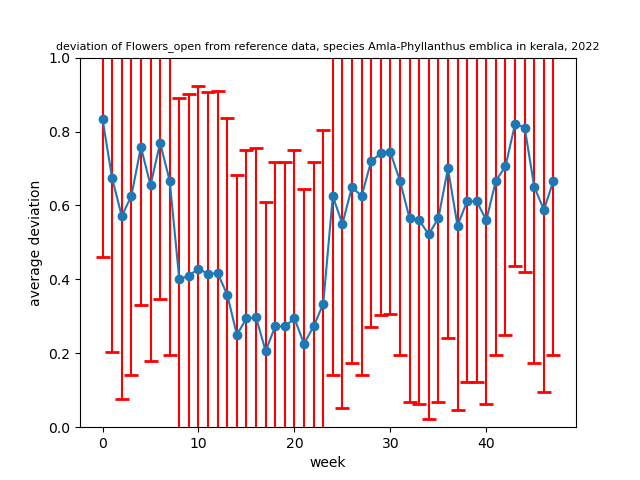 deviation of Flowers_open from reference data, species Amla-Phyllanthus emblica in kerala, 2022
1.0
0.8
0.6
0.4
0.2
0.0
average deviation
0 10 20 30 40
week